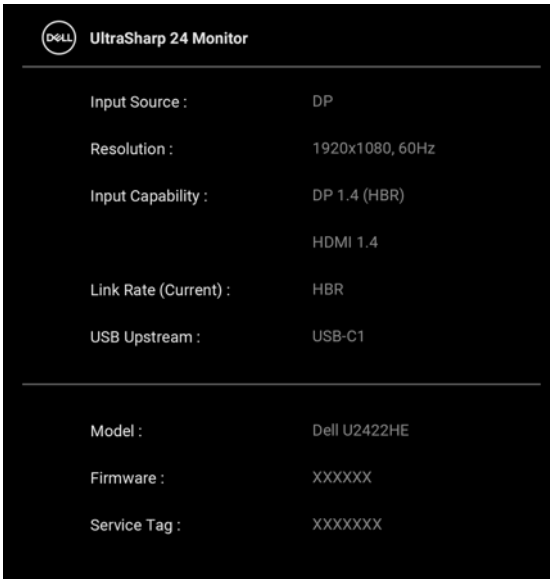 DELL UltraSharp 24 Monitor
Input Source : DP
Resolution : 1920x1080, 60Hz
Input Capability : DP 1.4 (HBR)
HDMI 1.4
Link Rate (Current) : HBR
USB Upstream : USB-C1
Model : Dell U2422HE
Firmware : XXXXXX
Service Tag : XXXXXXX